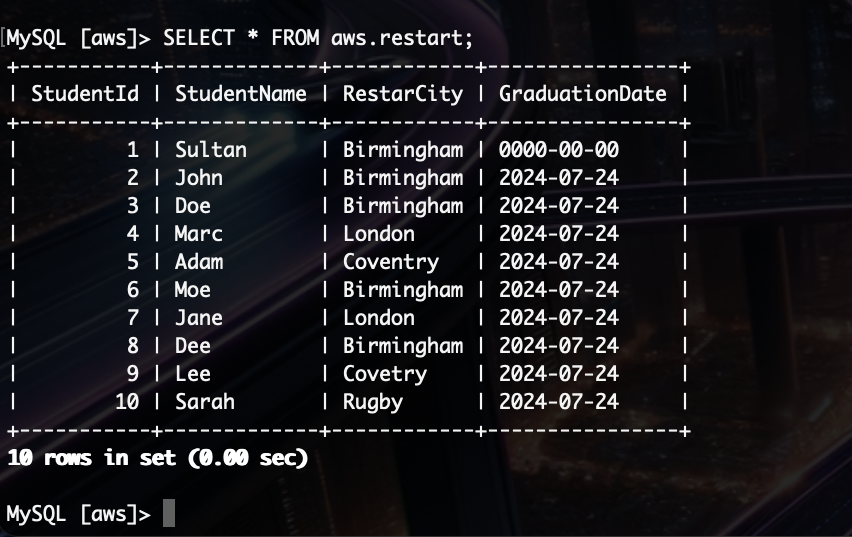 [MySQL [aws]> SELECT * FROM aws.restart;
+-----------+-------------+------------+----------------+
| StudentId | StudentName | RestarCity | GraduationDate |
+-----------+-------------+------------+----------------+
|         1 | Sultan      | Birmingham | 0000-00-00     |
|         2 | John        | Birmingham | 2024-07-24     |
|         3 | Doe         | Birmingham | 2024-07-24     |
|         4 | Marc        | London     | 2024-07-24     |
|         5 | Adam        | Coventry   | 2024-07-24     |
|         6 | Moe         | Birmingham | 2024-07-24     |
|         7 | Jane        | London     | 2024-07-24     |
|         8 | Dee         | Birmingham | 2024-07-24     |
|         9 | Lee         | Covetry    | 2024-07-24     |
|        10 | Sarah       | Rugby      | 2024-07-24     |
+-----------+-------------+------------+----------------+
10 rows in set (0.00 sec)
MySQL [aws]>